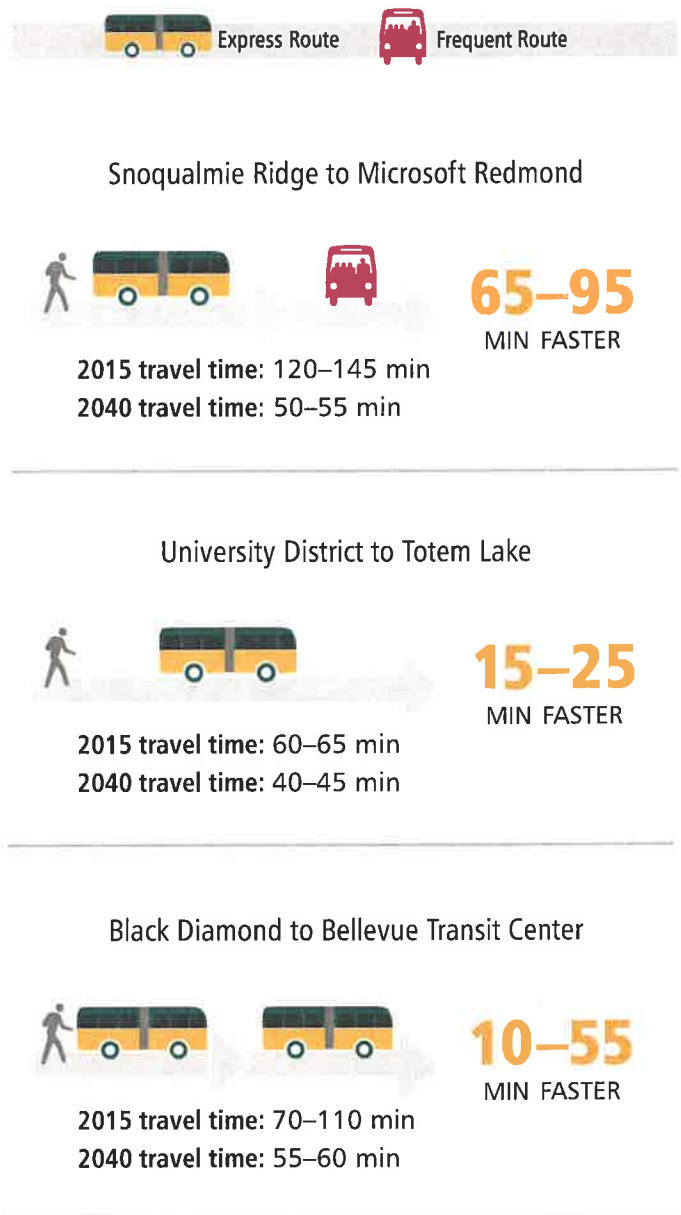 Express Route
Frequent Route
Snoqualmie Ridge to Microsoft Redmond
65–95
MIN FASTER
2015 travel time: 120–145 min
2040 travel time: 50–55 min
University District to Totem Lake
15–25
MIN FASTER
2015 travel time: 60–65 min
2040 travel time: 40–45 min
Black Diamond to Bellevue Transit Center
10–55
MIN FASTER
2015 travel time: 70–110 min
2040 travel time: 55–60 min